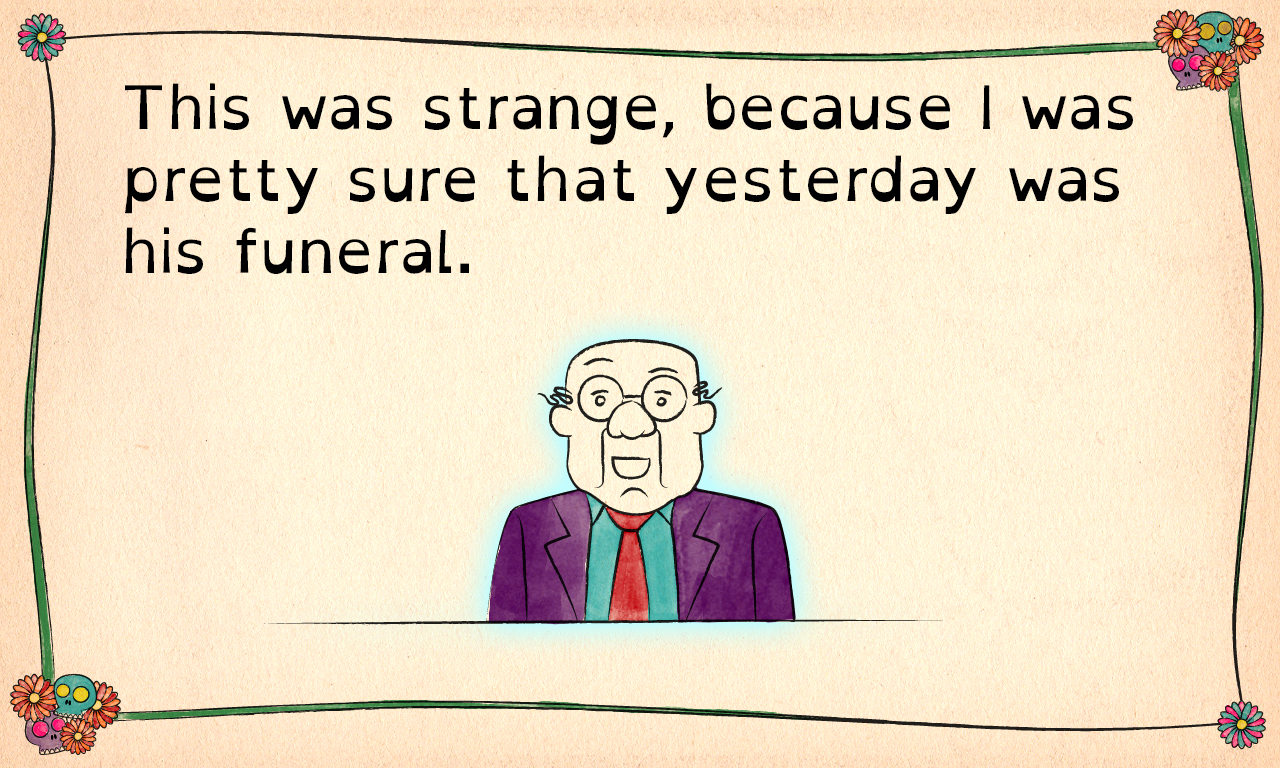 This was strange, because I was
pretty sure that yesterday was
his funeral.